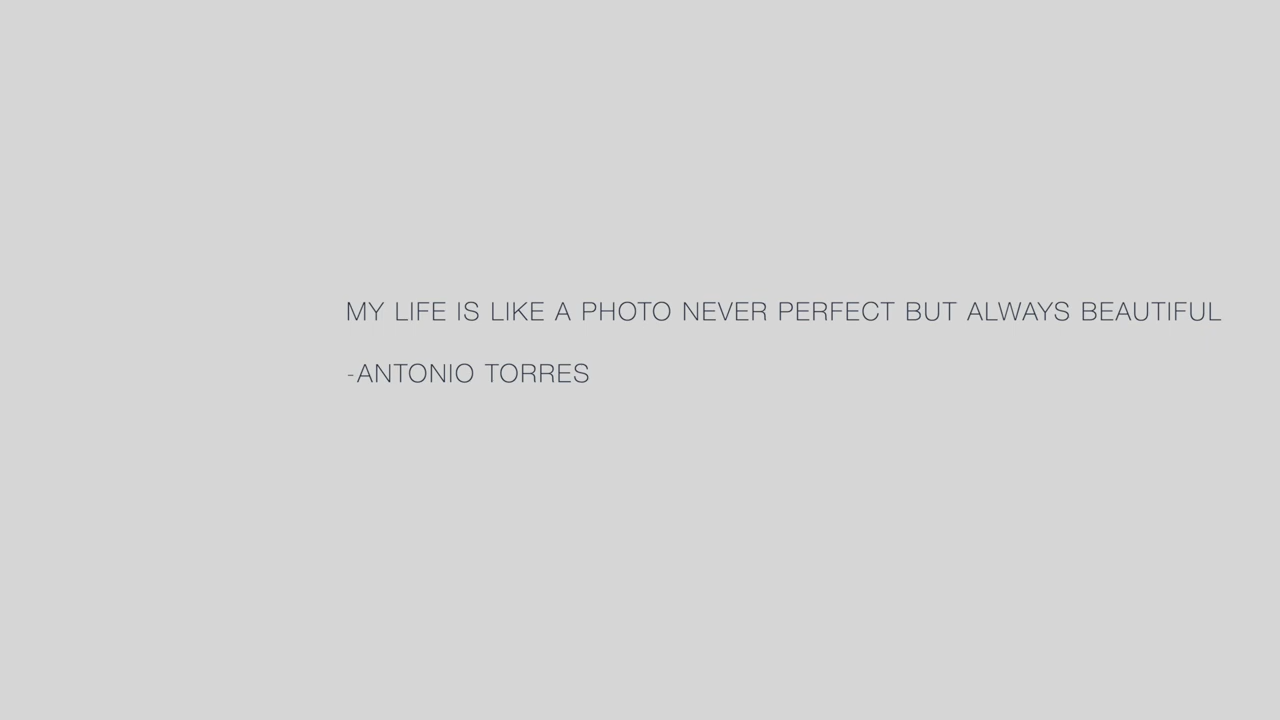 MY LIFE IS LIKE A PHOTO NEVER PERFECT BUT ALWAYS BEAUTIFUL
-ANTONIO TORRES